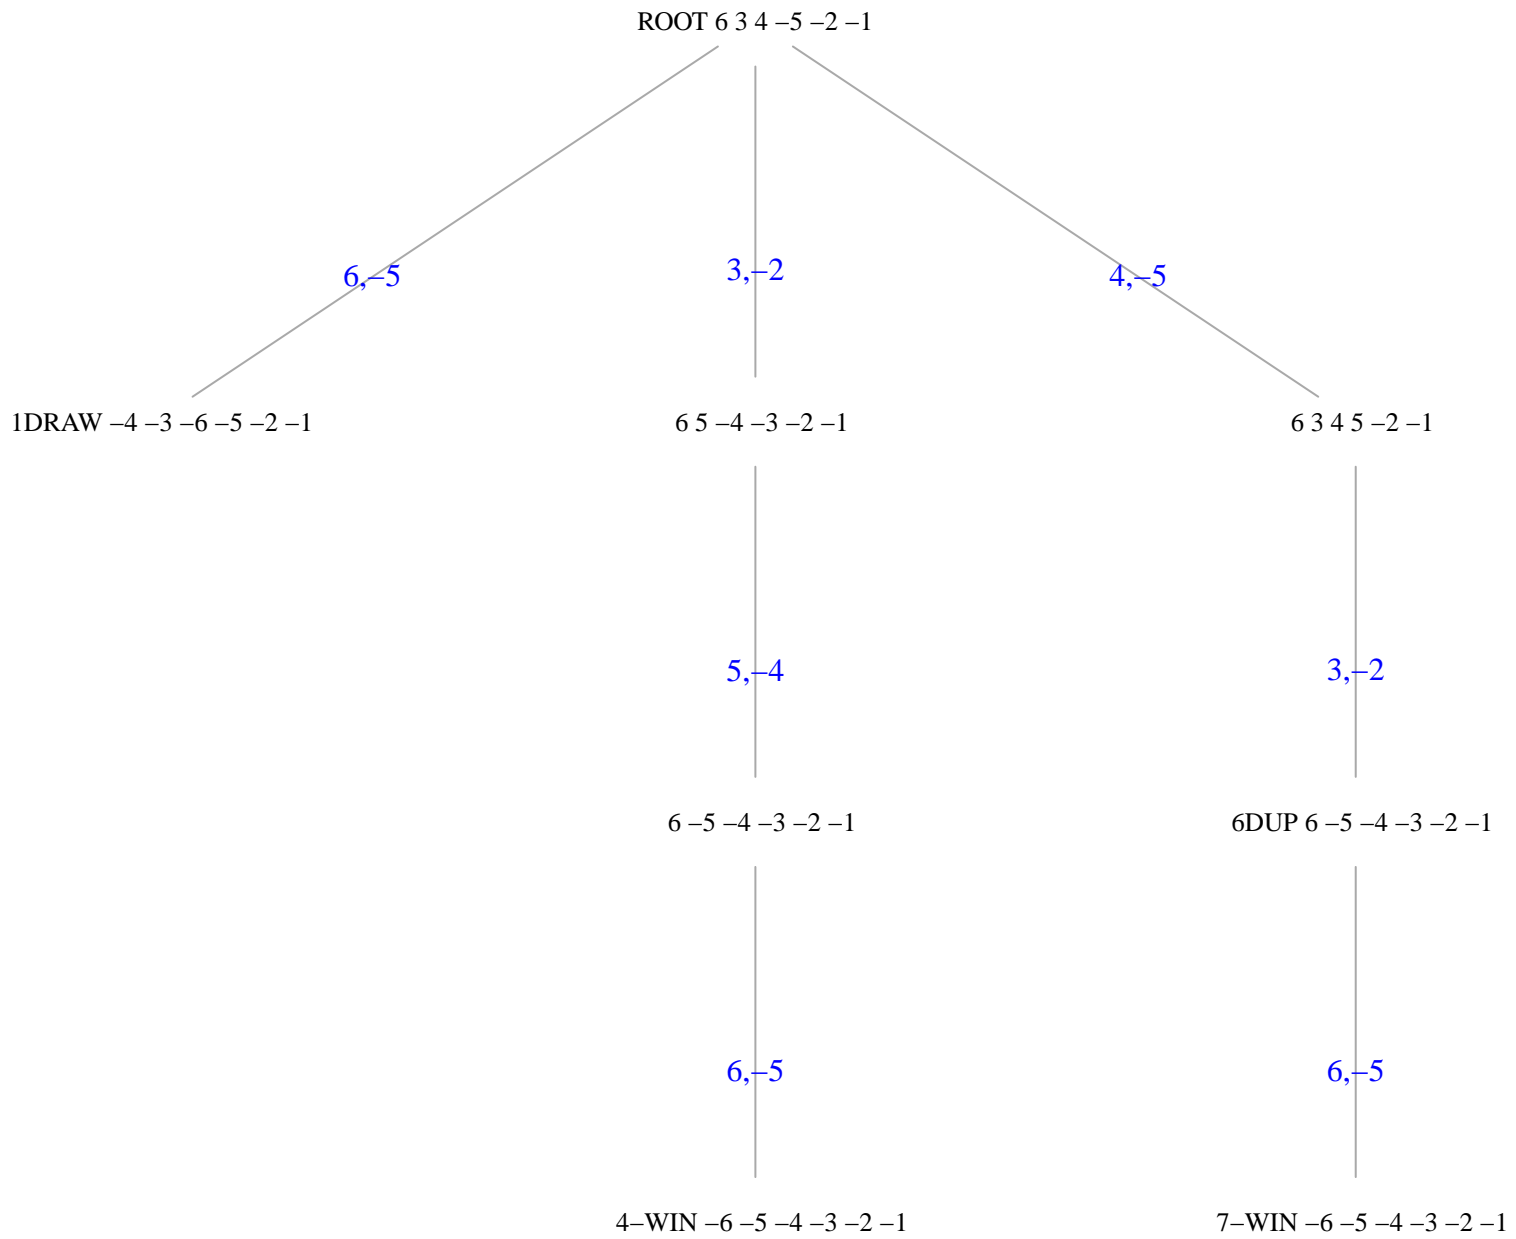 ROOT 6 3 4 –5 –2 –1
6,–5
3,–2
4,–5
1DRAW –4 –3 –6 –5 –2 –1
6 5 –4 –3 –2 –1
6 3 4 5 –2 –1
5,–4
3,–2
6 –5 –4 –3 –2 –1
6DUP 6 –5 –4 –3 –2 –1
6,–5
6,–5
4–WIN –6 –5 –4 –3 –2 –1
7–WIN –6 –5 –4 –3 –2 –1